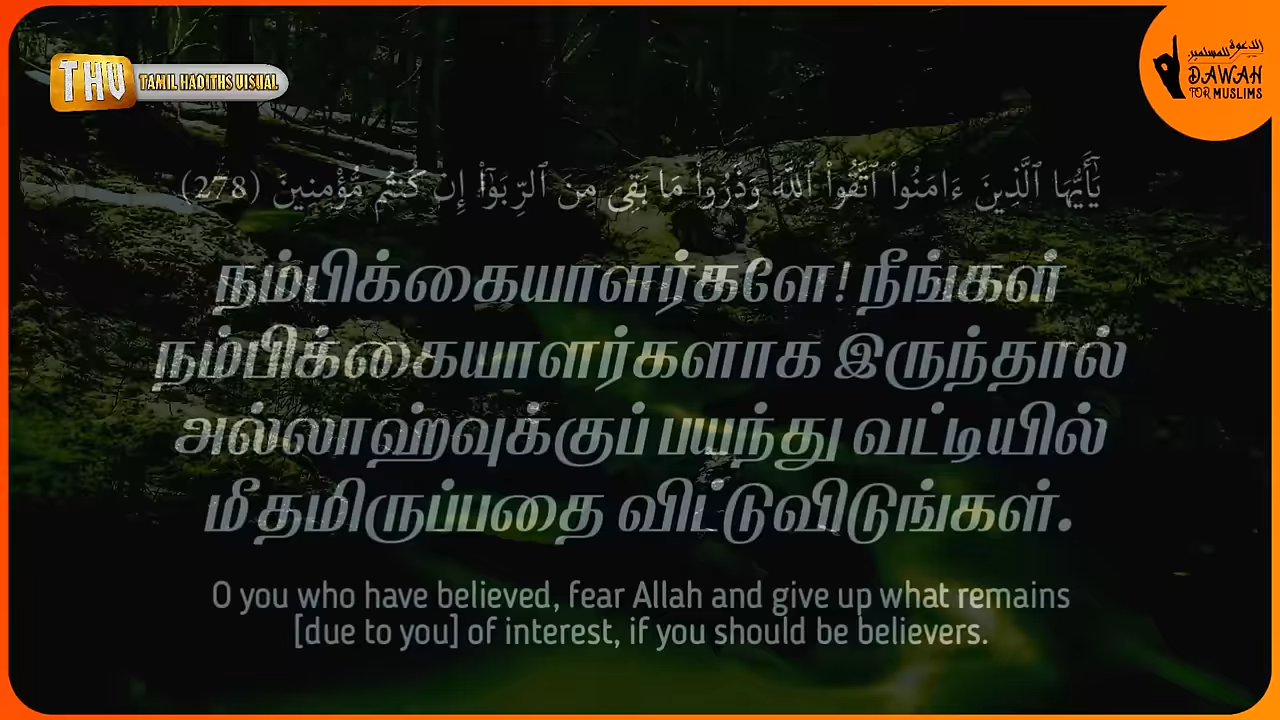 THV TAMIL HADITHS VISUAL
الدعوة للمسلمين
DAWAH
FOR MUSLIMS
يَٰٓأَيُّهَا ٱلَّذِينَ ءَامَنُوا۟ ٱتَّقُوا۟ ٱللَّهَ وَذَرُوا۟ مَا بَقِىَ مِنَ ٱلرِّبَوٰٓا۟ إِن كُنتُم مُّؤْمِنِينَ (278)
நம்பிக்கையாளர்களே! நீங்கள்
நம்பிக்கையாளர்களாக இருந்தால்
அல்லாஹ்வுக்குப் பயந்து வட்டியில்
மீதமிருப்பதை விட்டுவிடுங்கள்.
O you who have believed, fear Allah and give up what remains
[due to you] of interest, if you should be believers.